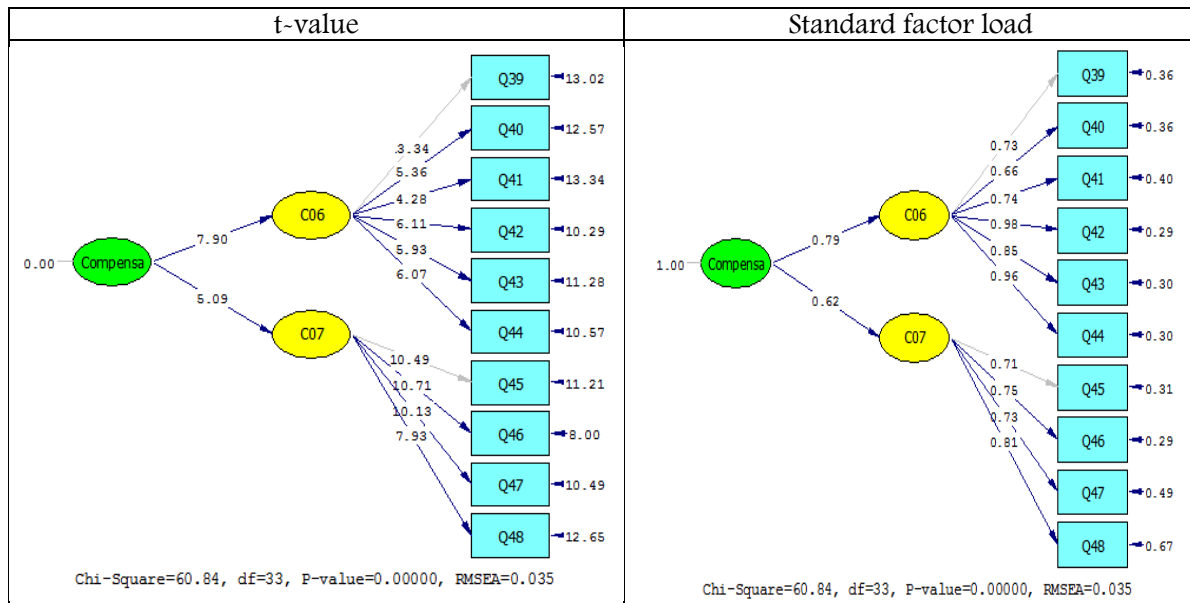 t-value
Standard factor load
Q39
13.02
Q40
12.57
Q41
13.34
Q42
10.29
Q43
11.28
Q44
10.57
Q45
11.21
Q46
8.00
Q47
10.49
Q48
12.65
3.34
5.36
4.28
6.11
5.93
6.07
C06
7.90
0.00
Compensa
5.09
C07
10.49
10.71
10.13
7.93
Chi-Square=60.84, df=33, P-value=0.00000, RMSEA=0.035
Q39
0.36
Q40
0.36
Q41
0.40
Q42
0.29
Q43
0.30
Q44
0.30
Q45
0.31
Q46
0.29
Q47
0.49
Q48
0.67
0.73
0.66
0.74
0.98
0.85
0.96
C06
0.79
1.00
Compensa
0.62
C07
0.71
0.75
0.73
0.81
Chi-Square=60.84, df=33, P-value=0.00000, RMSEA=0.035